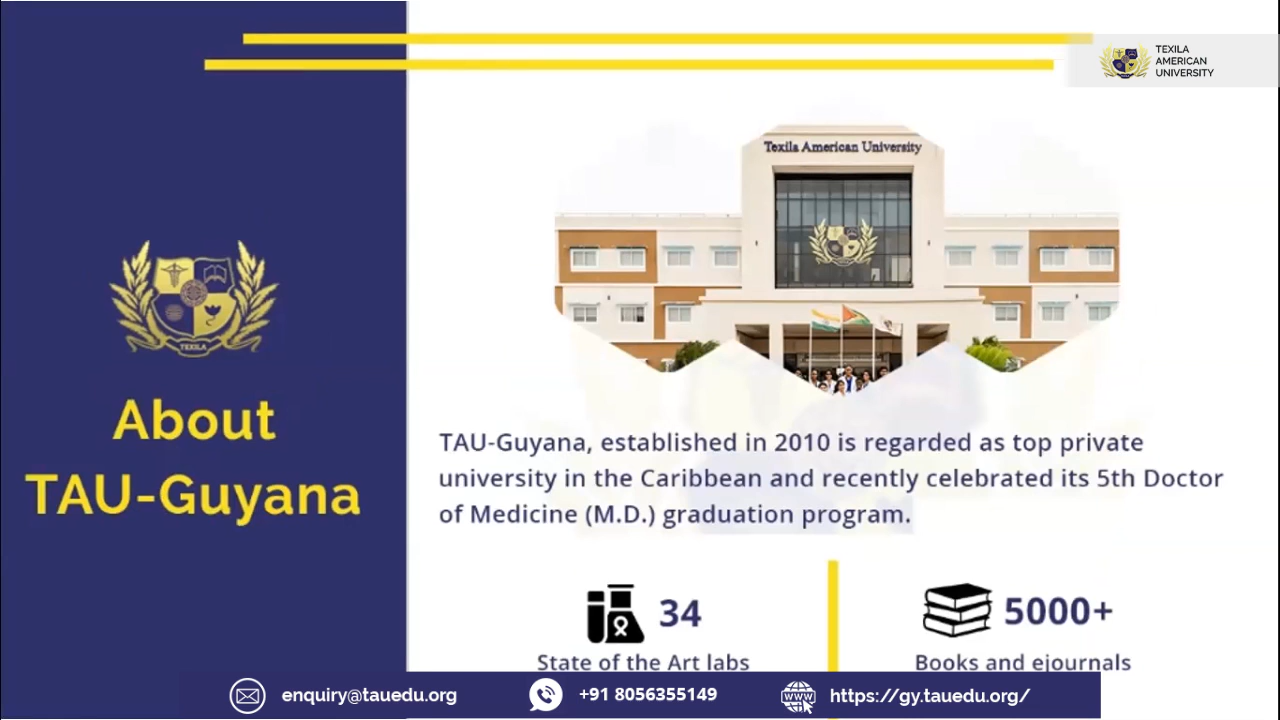 TEXILA
AMERICAN
UNIVERSITY
Texila American University
TEXILA
About
TAU-Guyana
TAU-Guyana, established in 2010 is regarded as top private
university in the Caribbean and recently celebrated its 5th Doctor
of Medicine (M.D.) graduation program.
34
State of the Art labs
5000+
Books and ejournals
enquiry@tauedu.org
+91 8056355149
WWW
https://gy.tauedu.org/